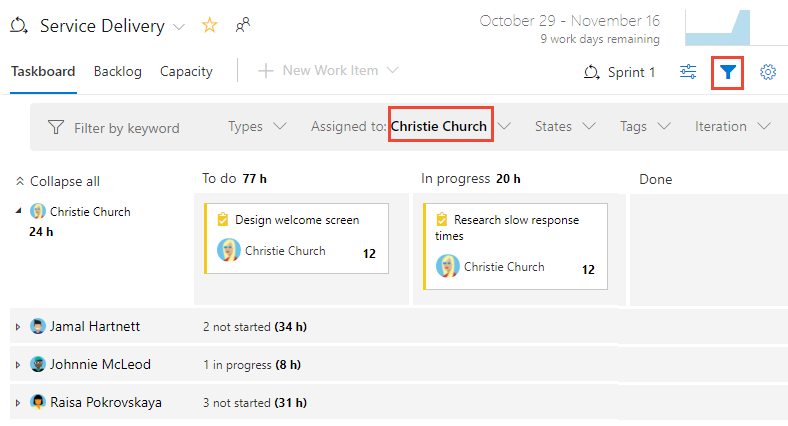 Service Delivery
October 29 - November 16
9 work days remaining
Taskboard Backlog Capacity New Work Item Sprint 1
Filter by keyword Types Assigned to: Christie Church States Tags Iteration
Collapse all To do 77 h In progress 20 h Done
Christie Church
24 h
Design welcome screen
Christie Church 12
Research slow response
times
Christie Church 12
Jamal Hartnett 2 not started (34 h)
Johnnie McLeod 1 in progress (8 h)
Raisa Pokrovskaya 3 not started (31 h)